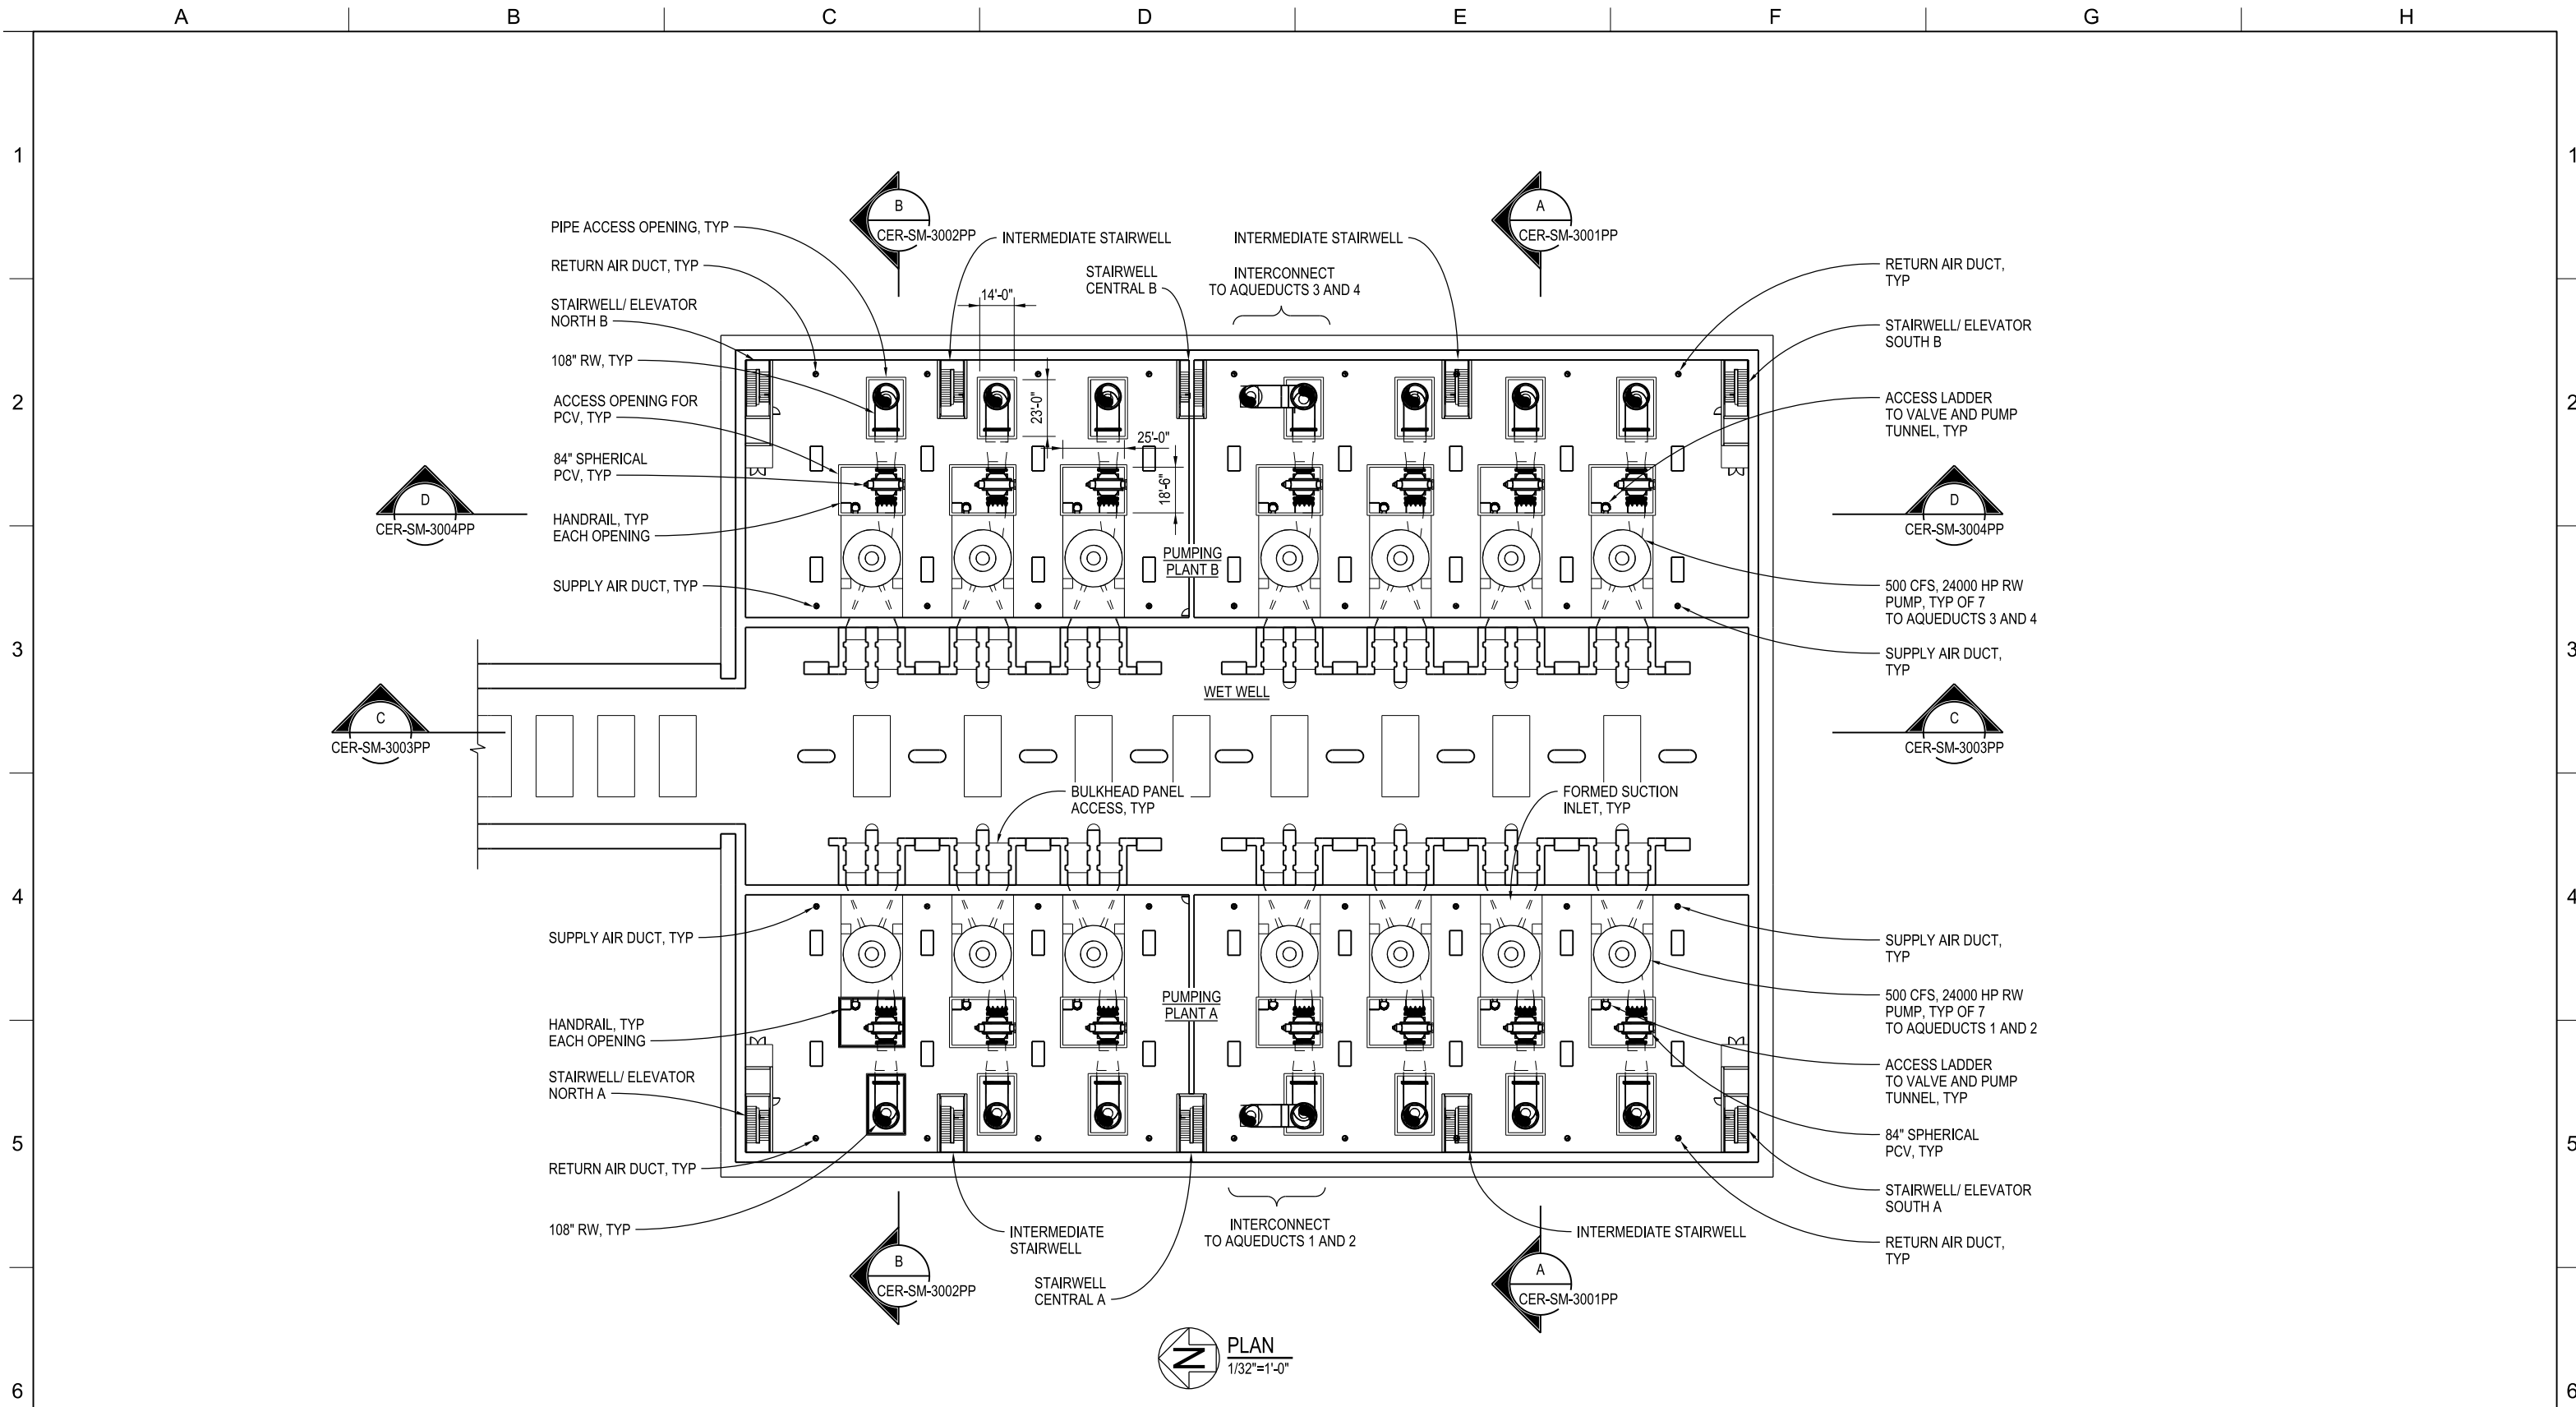 A B C D E F G H
1 1
B
CER-SM-3002PP
A
CER-SM-3001PP
PIPE ACCESS OPENING, TYP
RETURN AIR DUCT, TYP
STAIRWELL/ ELEVATOR
NORTH B
108" RW, TYP
ACCESS OPENING FOR
PCV, TYP
84" SPHERICAL
PCV, TYP
HANDRAIL, TYP
EACH OPENING
SUPPLY AIR DUCT, TYP
INTERMEDIATE STAIRWELL
STAIRWELL
CENTRAL B
INTERMEDIATE STAIRWELL
INTERCONNECT
TO AQUEDUCTS 3 AND 4
14'-0"
23'-0"
25'-0"
18'-6"
RETURN AIR DUCT,
TYP
STAIRWELL/ ELEVATOR
SOUTH B
ACCESS LADDER
TO VALVE AND PUMP
TUNNEL, TYP
2 2
D
CER-SM-3004PP
D
CER-SM-3004PP
PUMPING
PLANT B
500 CFS, 24000 HP RW
PUMP, TYP OF 7
TO AQUEDUCTS 3 AND 4
SUPPLY AIR DUCT,
TYP
3 3
WET WELL
C
CER-SM-3003PP
C
CER-SM-3003PP
BULKHEAD PANEL
ACCESS, TYP
FORMED SUCTION
INLET, TYP
4 4
SUPPLY AIR DUCT, TYP
HANDRAIL, TYP
EACH OPENING
STAIRWELL/ ELEVATOR
NORTH A
RETURN AIR DUCT, TYP
108" RW, TYP
PUMPING
PLANT A
SUPPLY AIR DUCT,
TYP
500 CFS, 24000 HP RW
PUMP, TYP OF 7
TO AQUEDUCTS 1 AND 2
ACCESS LADDER
TO VALVE AND PUMP
TUNNEL, TYP
84" SPHERICAL
PCV, TYP
STAIRWELL/ ELEVATOR
SOUTH A
RETURN AIR DUCT,
TYP
5 5
INTERMEDIATE
STAIRWELL
STAIRWELL
CENTRAL A
INTERCONNECT
TO AQUEDUCTS 1 AND 2
INTERMEDIATE STAIRWELL
B
CER-SM-3002PP
A
CER-SM-3001PP
N
PLAN
1/32"=1'-0"
6 6